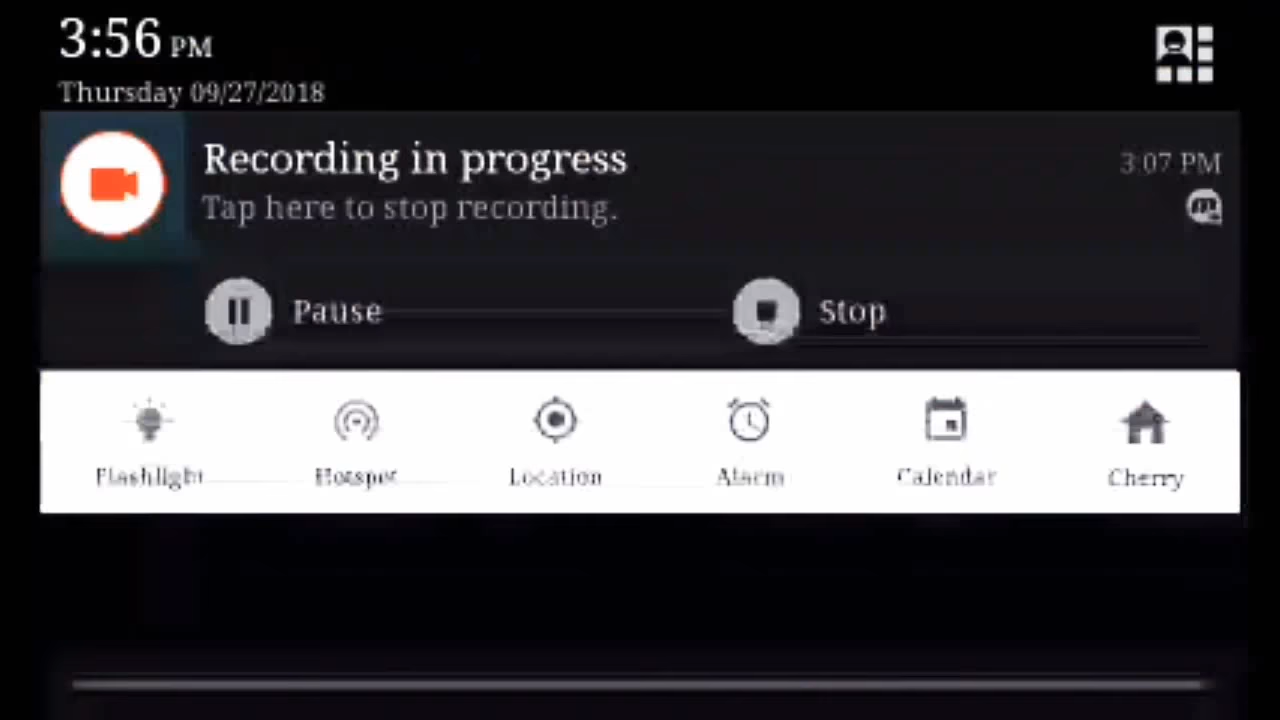 3:56 PM
Thursday 09/27/2018
Recording in progress
3:07 PM
Tap here to stop recording.
Pause
Stop
Flashlight
Hotspot
Location
Alarm
Calendar
Cherry